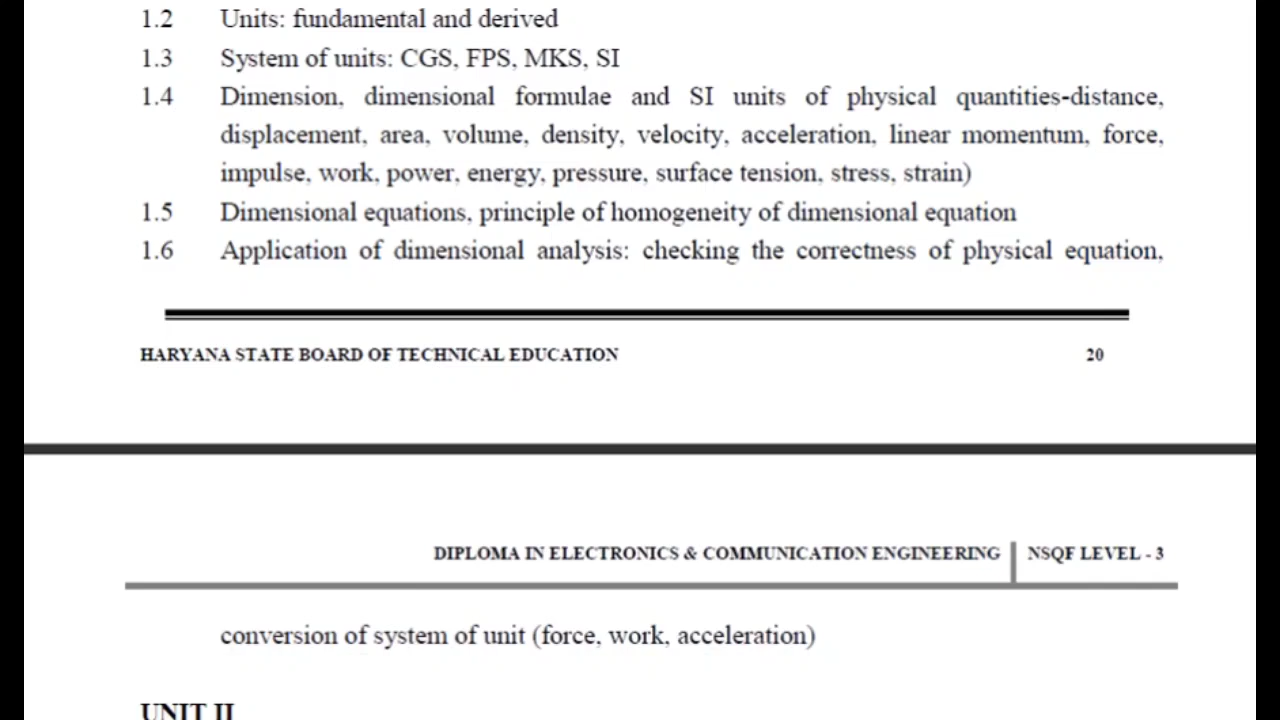 1.2 Units: fundamental and derived
1.3 System of units: CGS, FPS, MKS, SI
1.4 Dimension, dimensional formulae and SI units of physical quantities-distance,
displacement, area, volume, density, velocity, acceleration, linear momentum, force,
impulse, work, power, energy, pressure, surface tension, stress, strain)
1.5 Dimensional equations, principle of homogeneity of dimensional equation
1.6 Application of dimensional analysis: checking the correctness of physical equation,
HARYANA STATE BOARD OF TECHNICAL EDUCATION 20
DIPLOMA IN ELECTRONICS & COMMUNICATION ENGINEERING NSQF LEVEL - 3
conversion of system of unit (force, work, acceleration)
UNIT II